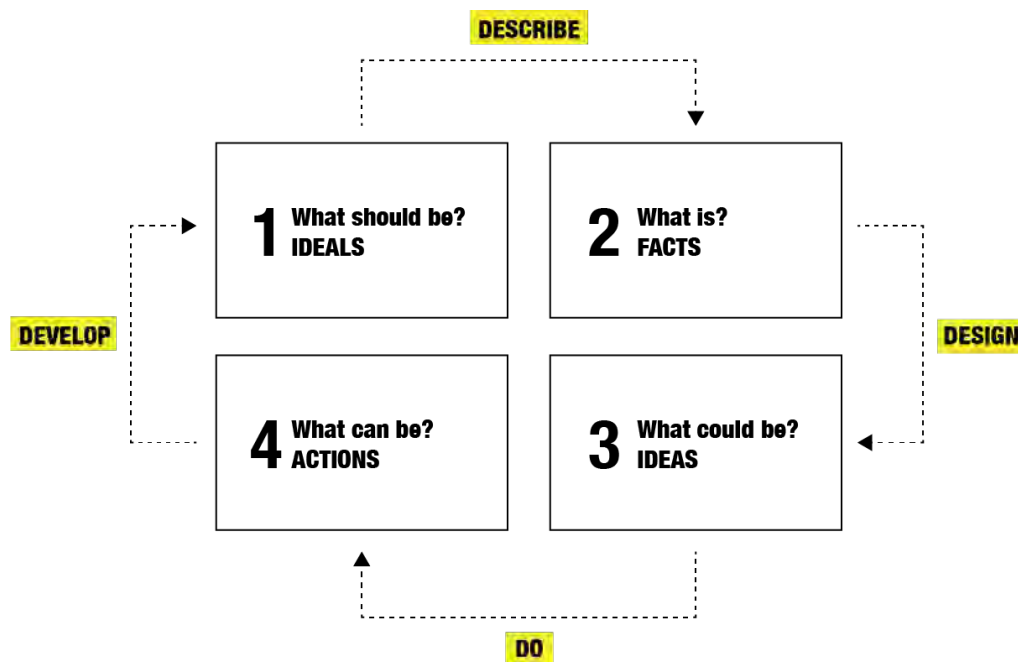 DESCRIBE
1 What should be?
IDEALS
2 What is?
FACTS
DEVELOP
DESIGN
4 What can be?
ACTIONS
3 What could be?
IDEAS
DO